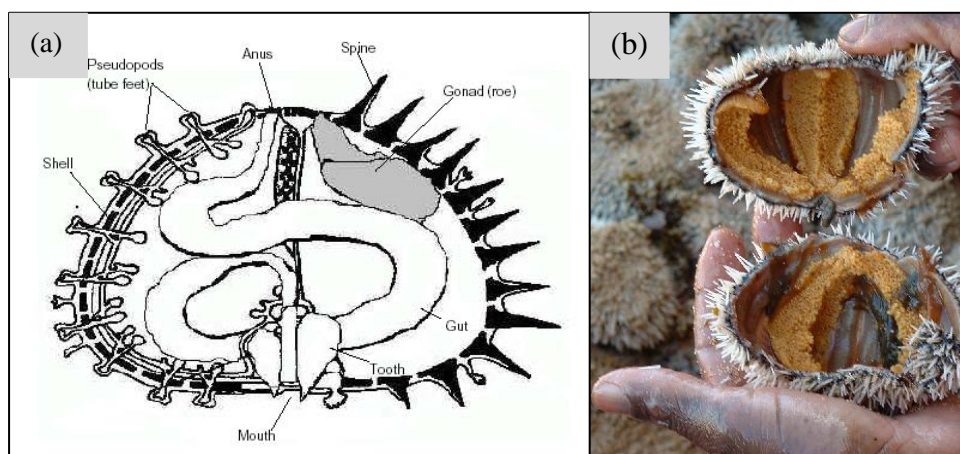 (a)
Anus
Spine
Pseudopods
(tube feet)
Gonad (roe)
Shell
Gut
Tooth
Mouth
(b)